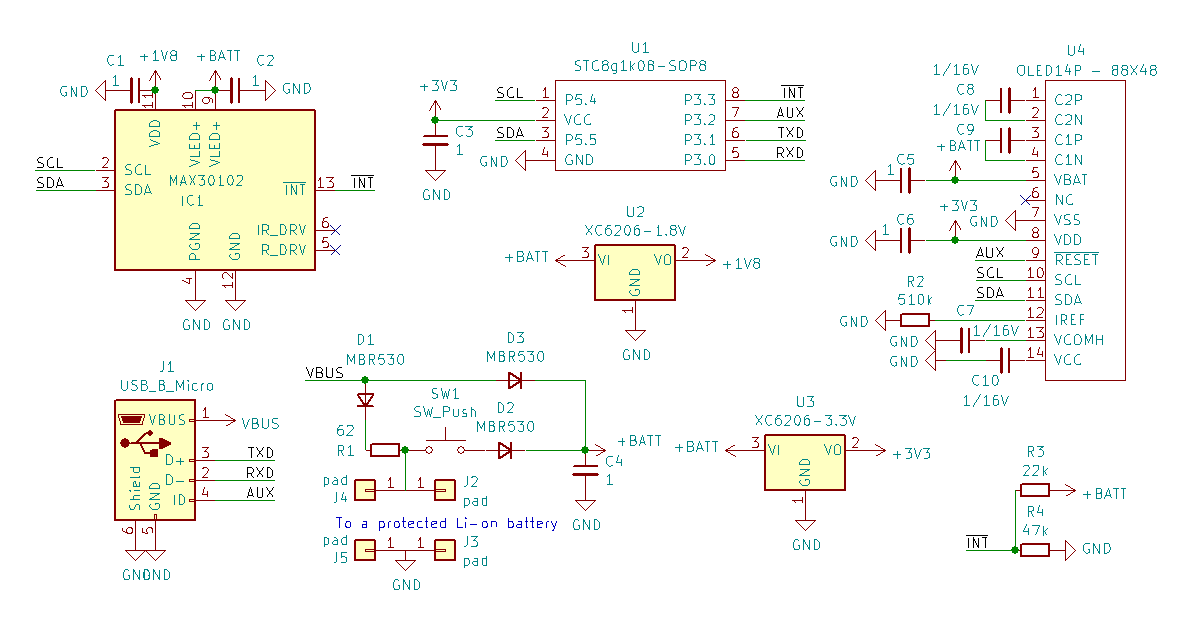 C1
+1V8
+BATT
C2
GND
1
1
GND
11
10
9
VDD
VLED+
VLED+
SCL
2
SCL
SDA
3
SDA
MAX30102
IC1
INT
13
INT
IR_DRV
6
R_DRV
5
PGND
GND
4
12
GND
GND
U1
STC8g1k08-SOP8
+3V3
C3
1
GND
SCL
1
P5.4
2
VCC
SDA
3
P5.5
GND
4
GND
P3.3
8
INT
P3.2
7
AUX
P3.1
6
TXD
P3.0
5
RXD
U2
XC6206-1.8V
+BATT
3
VI
VO
2
+1V8
GND
1
GND
U4
OLED14P - 88X48
1/16V
C8
1/16V
C9
+BATT
C5
GND
1
+3V3
C6
GND
1
GND
AUX
SCL
SDA
R2
510k
GND
C7
1/16V
GND
GND
C10
1/16V
1
C2P
2
C2N
3
C1P
4
C1N
5
VBAT
6
NC
7
VSS
8
VDD
9
RESET
10
SCL
11
SDA
12
IREF
13
VCOMH
14
VCC
J1
USB_B_Micro
VBUS
1
VBUS
D+
3
TXD
D-
2
RXD
ID
4
AUX
Shield
GND
6
5
GND
GND
D1
MBR530
D3
MBR530
VBUS
SW1
SW_Push
D2
MBR530
62
R1
+BATT
C4
1
GND
pad
J4
1
1
J2
pad
To a protected Li-on battery
pad
J5
1
1
J3
pad
GND
U3
XC6206-3.3V
+BATT
3
VI
VO
2
+3V3
GND
1
GND
R3
22k
+BATT
R4
47k
INT
GND